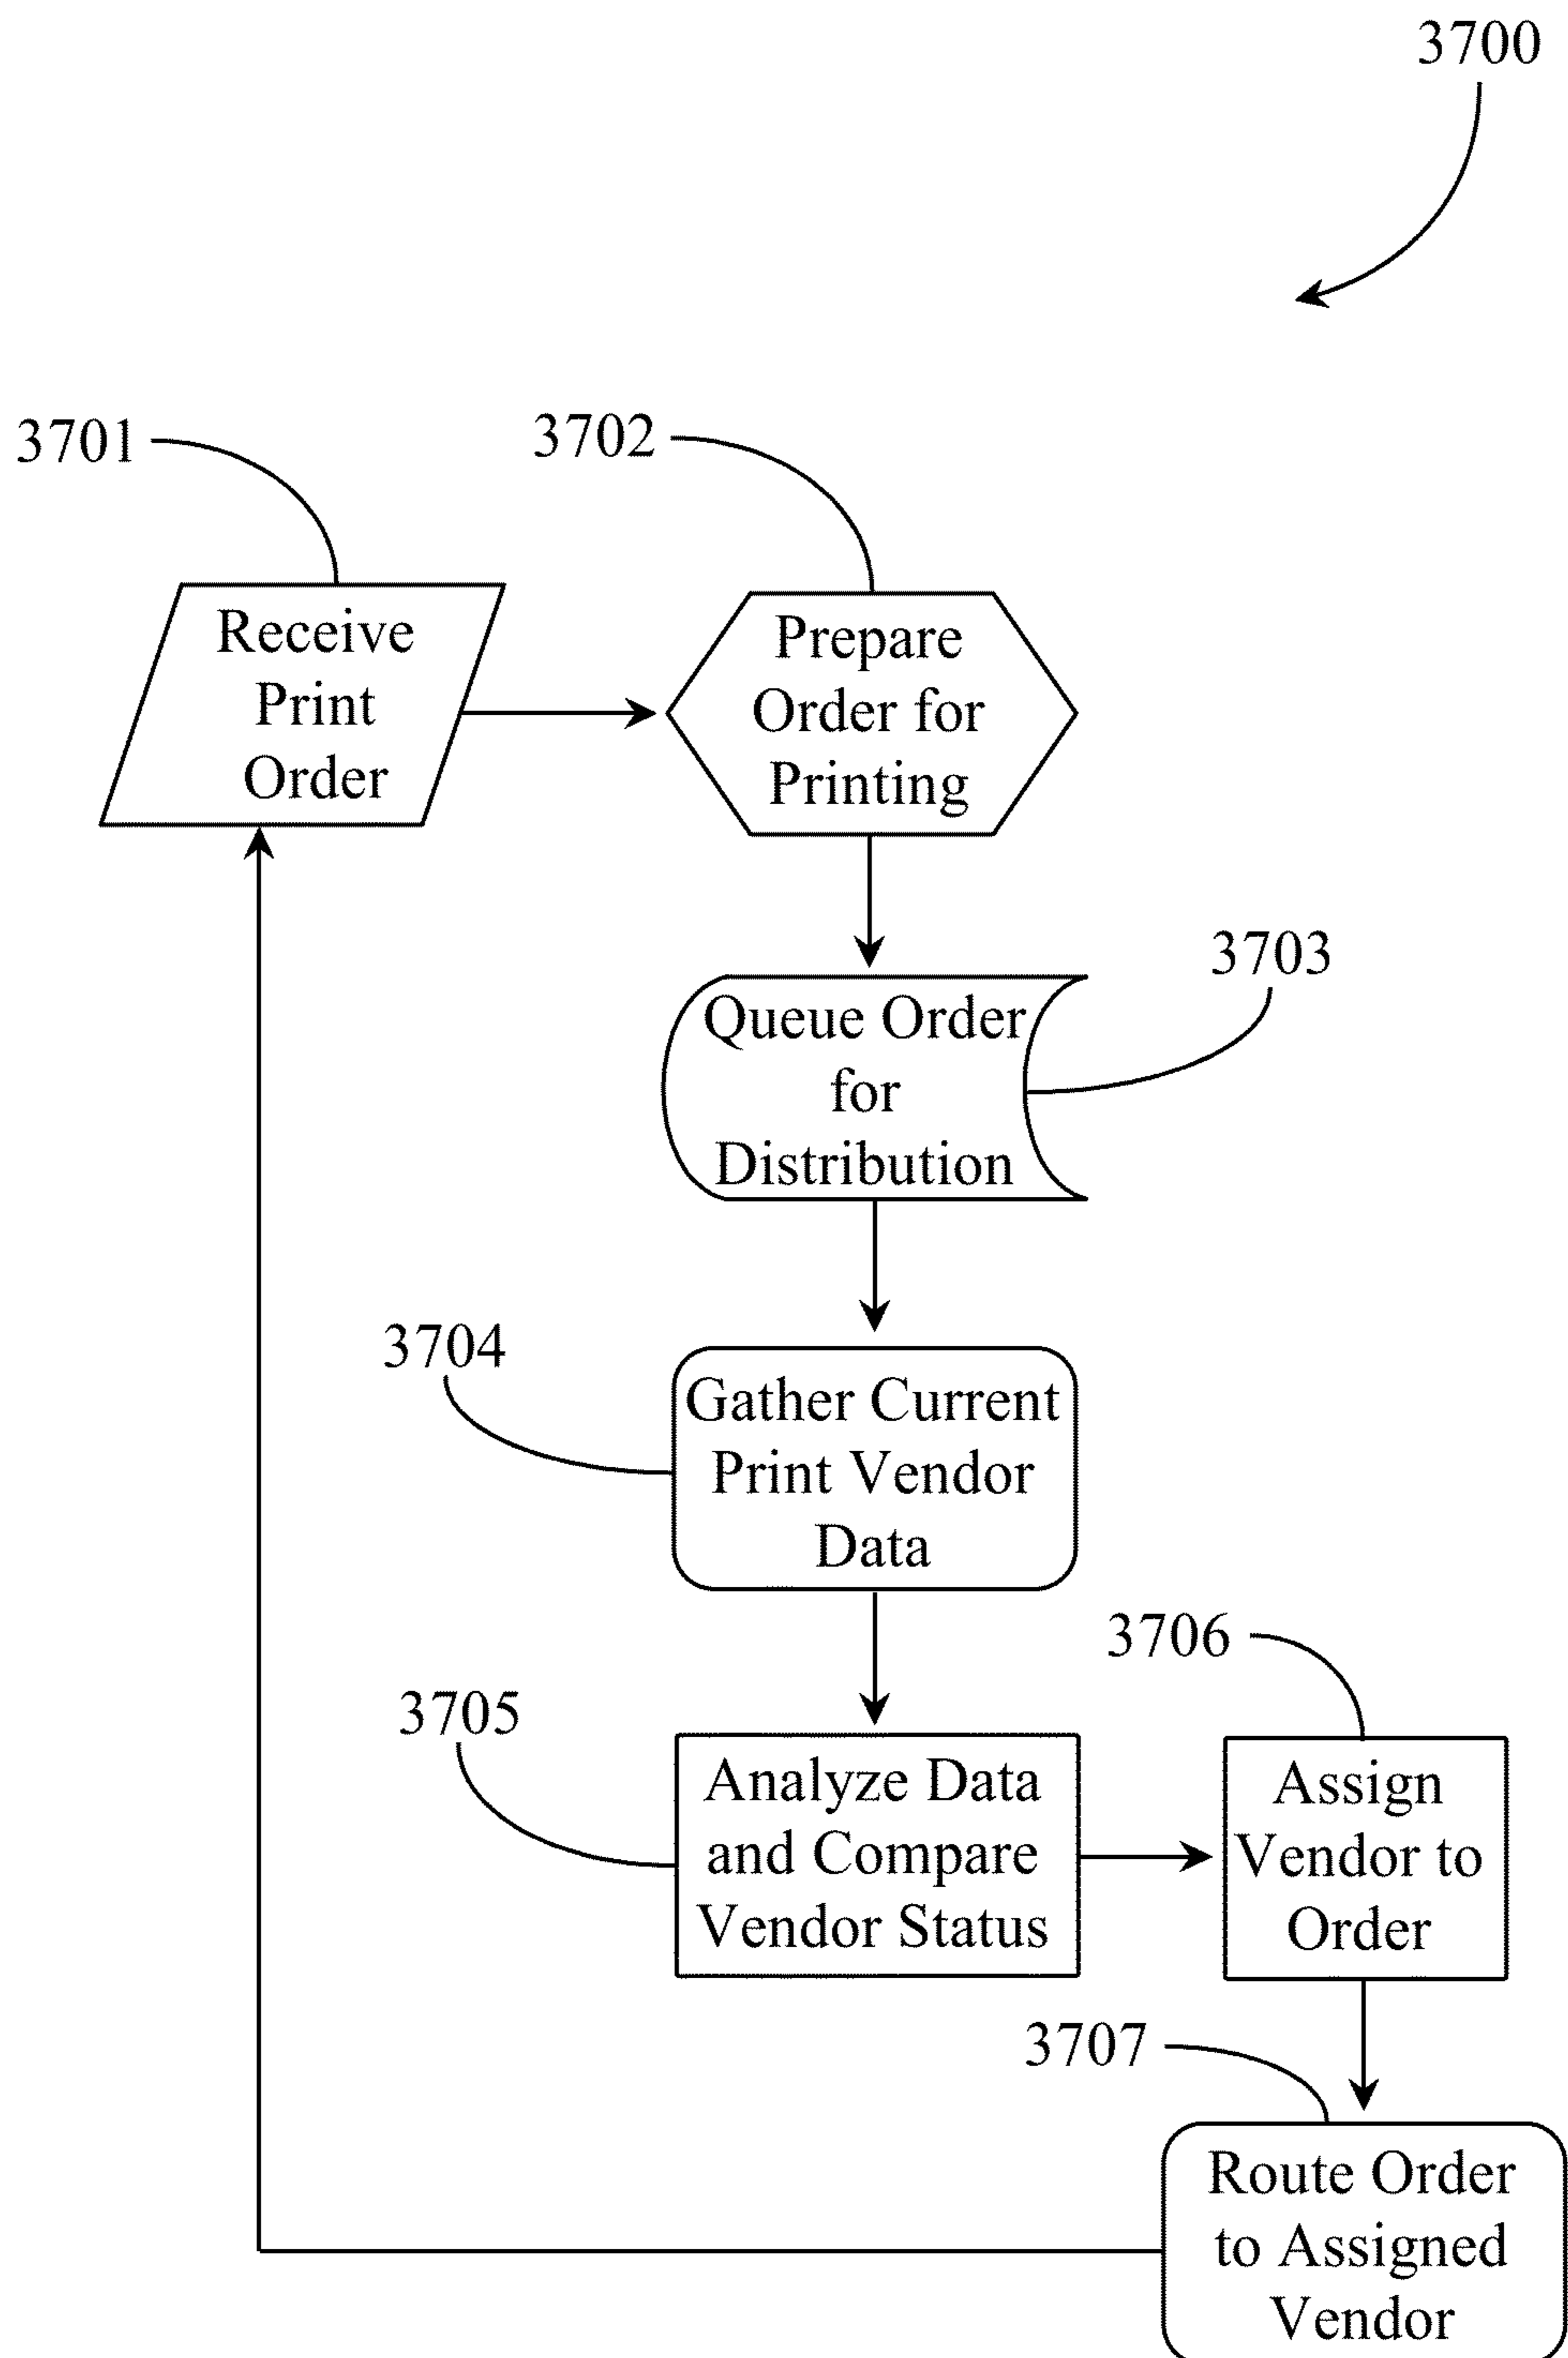 3700
3701
3702
Receive
Print
Order
Prepare
Order for
Printing
3703
Queue Order
for
Distribution
3704
Gather Current
Print Vendor
Data
3705
Analyze Data
and Compare
Vendor Status
3706
Assign
Vendor to
Order
3707
Route Order
to Assigned
Vendor